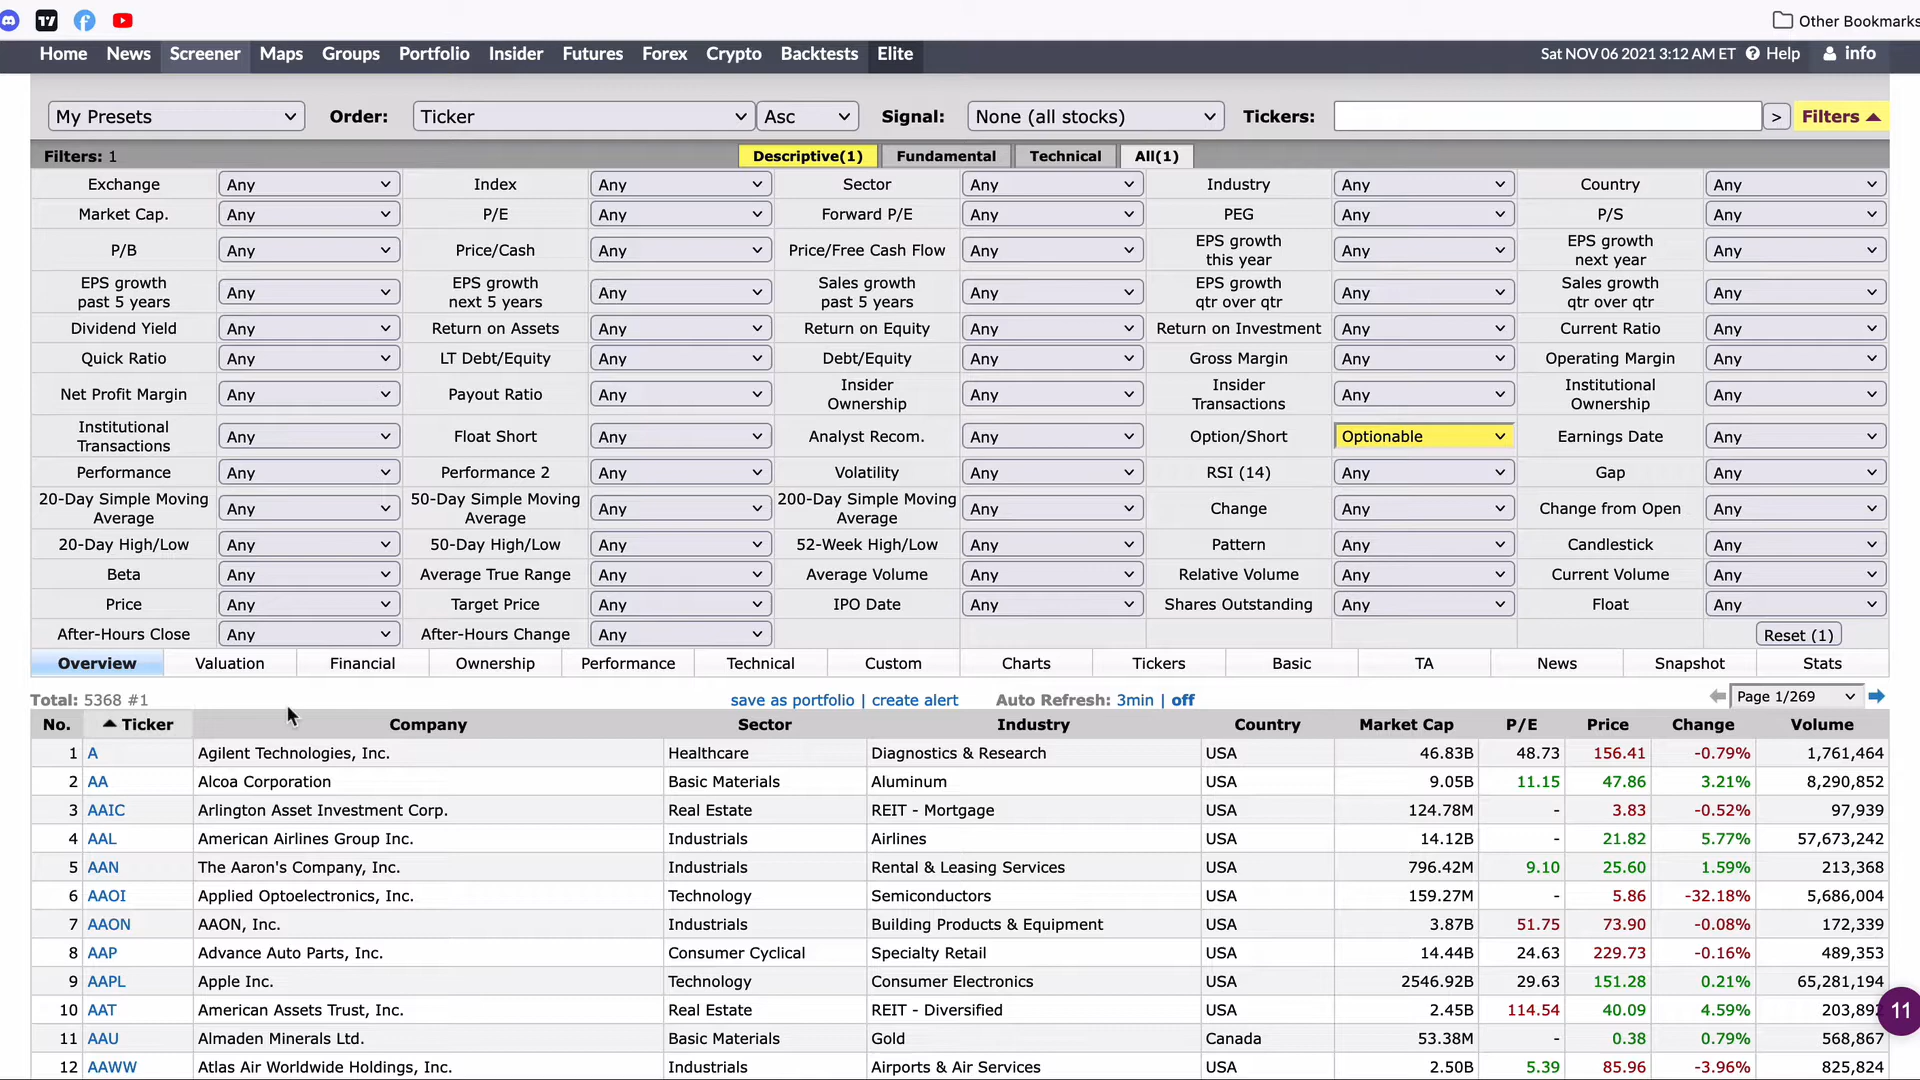 Other Bookmarks
Home News Screener Maps Groups Portfolio Insider Futures Forex Crypto Backtests Elite Sat NOV 06 2021 3:12 AM ET Help info
My Presets Order: Ticker Asc Signal: None (all stocks) Tickers: > Filters
Filters: 1 Descriptive(1) Fundamental Technical All(1)
Exchange Any Index Any Sector Any Industry Any Country Any
Market Cap. Any P/E Any Forward P/E Any PEG Any P/S Any
P/B Any Price/Cash Any Price/Free Cash Flow Any EPS growth this year Any EPS growth next year Any
EPS growth past 5 years Any EPS growth next 5 years Any Sales growth past 5 years Any EPS growth qtr over qtr Any Sales growth qtr over qtr Any
Dividend Yield Any Return on Assets Any Return on Equity Any Return on Investment Any Current Ratio Any
Quick Ratio Any LT Debt/Equity Any Debt/Equity Any Gross Margin Any Operating Margin Any
Net Profit Margin Any Payout Ratio Any Insider Ownership Any Insider Transactions Any Institutional Ownership Any
Institutional Transactions Any Float Short Any Analyst Recom. Any Option/Short Optionable Earnings Date Any
Performance Any Performance 2 Any Volatility Any RSI (14) Any Gap Any
20-Day Simple Moving Average Any 50-Day Simple Moving Average Any 200-Day Simple Moving Average Any Change Any Change from Open Any
20-Day High/Low Any 50-Day High/Low Any 52-Week High/Low Any Pattern Any Candlestick Any
Beta Any Average True Range Any Average Volume Any Relative Volume Any Current Volume Any
Price Any Target Price Any IPO Date Any Shares Outstanding Any Float Any
After-Hours Close Any After-Hours Change Any Reset (1)
Overview Valuation Financial Ownership Performance Technical Custom Charts Tickers Basic TA News Snapshot Stats
Total: 5368 #1 save as portfolio | create alert Auto Refresh: 3min | off Page 1/269
No. Ticker Company Sector Industry Country Market Cap P/E Price Change Volume
1 A Agilent Technologies, Inc. Healthcare Diagnostics & Research USA 46.83B 48.73 156.41 -0.79% 1,761,464
2 AA Alcoa Corporation Basic Materials Aluminum USA 9.05B 11.15 47.86 3.21% 8,290,852
3 AAIC Arlington Asset Investment Corp. Real Estate REIT - Mortgage USA 124.78M - 3.83 -0.52% 97,939
4 AAL American Airlines Group Inc. Industrials Airlines USA 14.12B - 21.82 5.77% 57,673,242
5 AAN The Aaron's Company, Inc. Industrials Rental & Leasing Services USA 796.42M 9.10 25.60 1.59% 213,368
6 AAOI Applied Optoelectronics, Inc. Technology Semiconductors USA 159.27M - 5.86 -32.18% 5,686,004
7 AAON AAON, Inc. Industrials Building Products & Equipment USA 3.87B 51.75 73.90 -0.08% 172,339
8 AAP Advance Auto Parts, Inc. Consumer Cyclical Specialty Retail USA 14.44B 24.63 229.73 -0.16% 489,353
9 AAPL Apple Inc. Technology Consumer Electronics USA 2546.92B 29.63 151.28 0.21% 65,281,194
10 AAT American Assets Trust, Inc. Real Estate REIT - Diversified USA 2.45B 114.54 40.09 4.59% 203,892 11
11 AAU Almaden Minerals Ltd. Basic Materials Gold Canada 53.38M - 0.38 0.79% 568,867
12 AAWW Atlas Air Worldwide Holdings, Inc. Industrials Airports & Air Services USA 2.50B 5.39 85.96 -3.96% 825,824